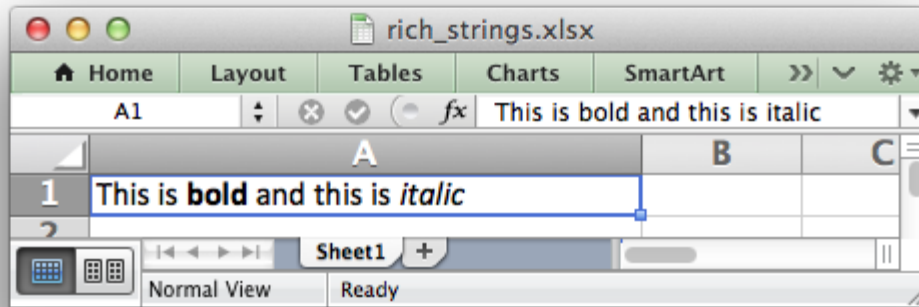 rich_strings.xlsx
Home Layout Tables Charts SmartArt
A1 fx This is bold and this is italic
A B C
1 This is bold and this is italic
2
Sheet1 +
Normal View Ready